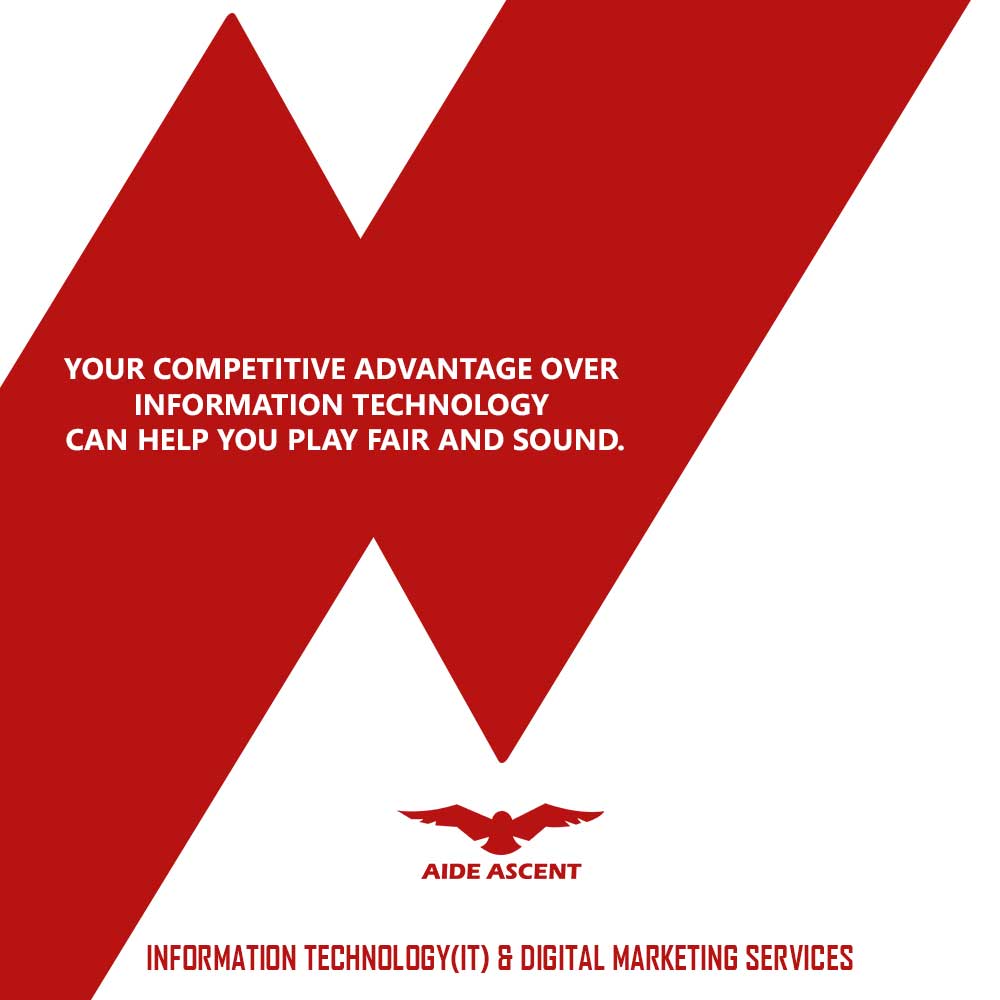 YOUR COMPETITIVE ADVANTAGE OVER
INFORMATION TECHNOLOGY
CAN HELP YOU PLAY FAIR AND SOUND.
AIDE ASCENT
INFORMATION TECHNOLOGY(IT) & DIGITAL MARKETING SERVICES